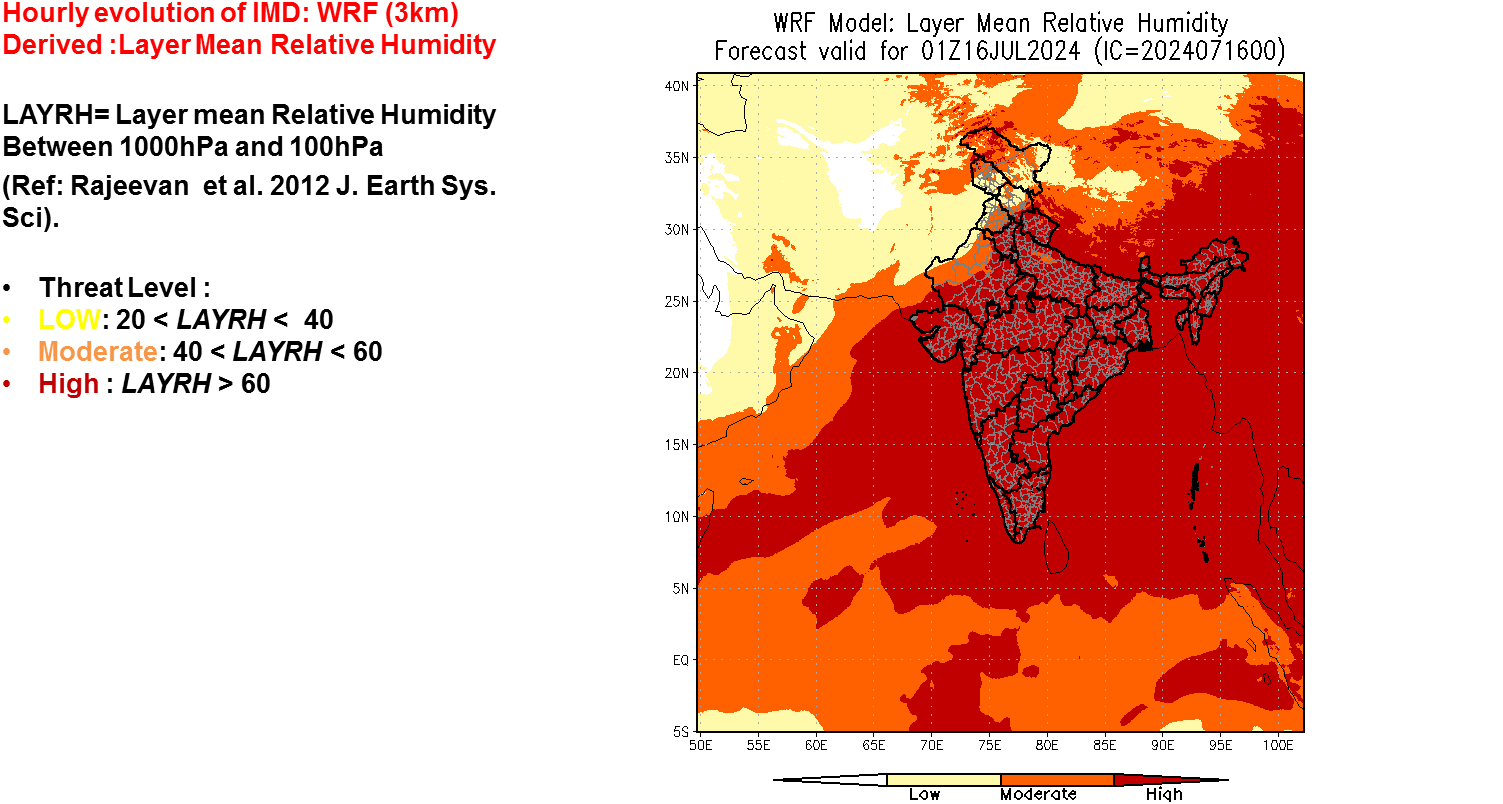 Hourly evolution of IMD: WRF (3km)
Derived :Layer Mean Relative Humidity
LAYRH= Layer mean Relative Humidity
Between 1000hPa and 100hPa
(Ref: Rajeevan et al. 2012 J. Earth Sys.
Sci).
• Threat Level :
• LOW: 20 < LAYRH < 40
• Moderate: 40 < LAYRH < 60
• High : LAYRH > 60
WRF Model: Layer Mean Relative Humidity
Forecast valid for 01Z16JUL2024 (IC=2024071600)
40N
35N
30N
25N
20N
15N
10N
5N
EQ
5S
50E 55E 60E 65E 70E 75E 80E 85E 90E 95E 100E
Low Moderate High